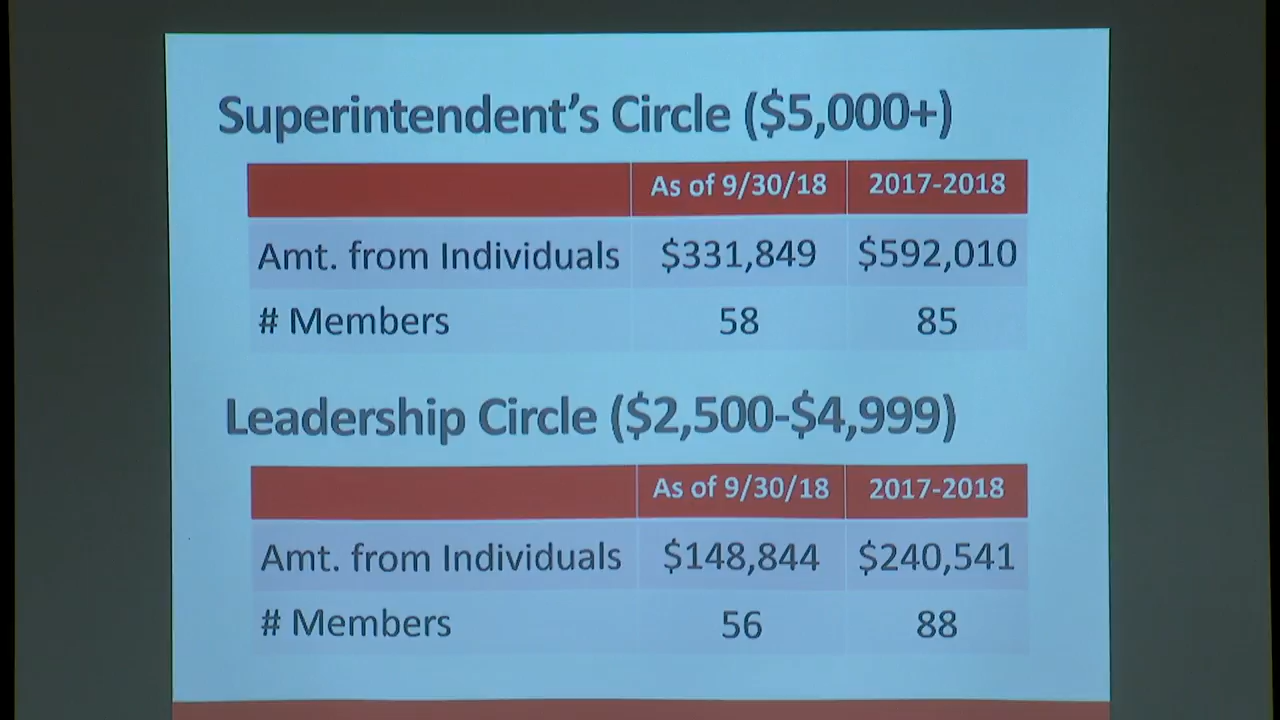 Superintendent's Circle ($5,000+)
As of 9/30/18 2017-2018
Amt. from Individuals $331,849 $592,010
# Members 58 85
Leadership Circle ($2,500-$4,999)
As of 9/30/18 2017-2018
Amt. from Individuals $148,844 $240,541
# Members 56 88